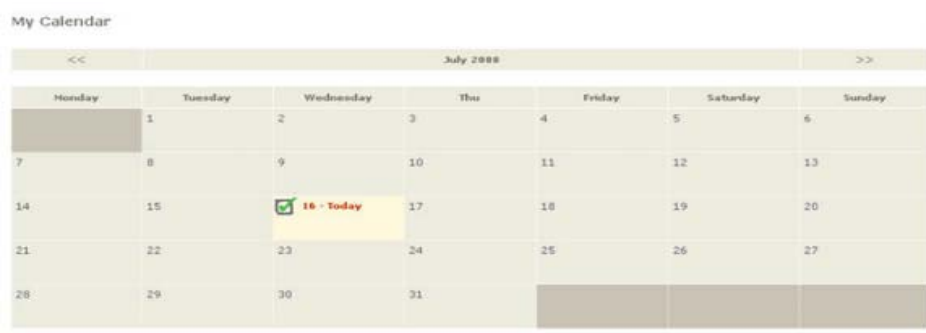 My Calendar
<< July 2008 >>
Monday Tuesday Wednesday Thu Friday Saturday Sunday
1 2 3 4 5 6
7 8 9 10 11 12 13
14 15 16 - Today 17 18 19 20
21 22 23 24 25 26 27
28 29 30 31